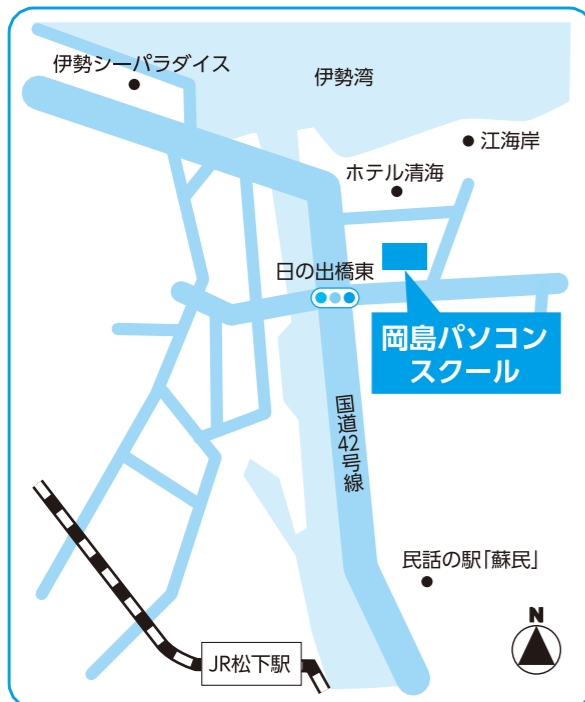 伊勢シーパラダイス
伊勢湾
江海岸
ホテル清海
日の出橋東
岡島パソコン
スクール
国道42号線
民話の駅「蘇民」
N
JR松下駅